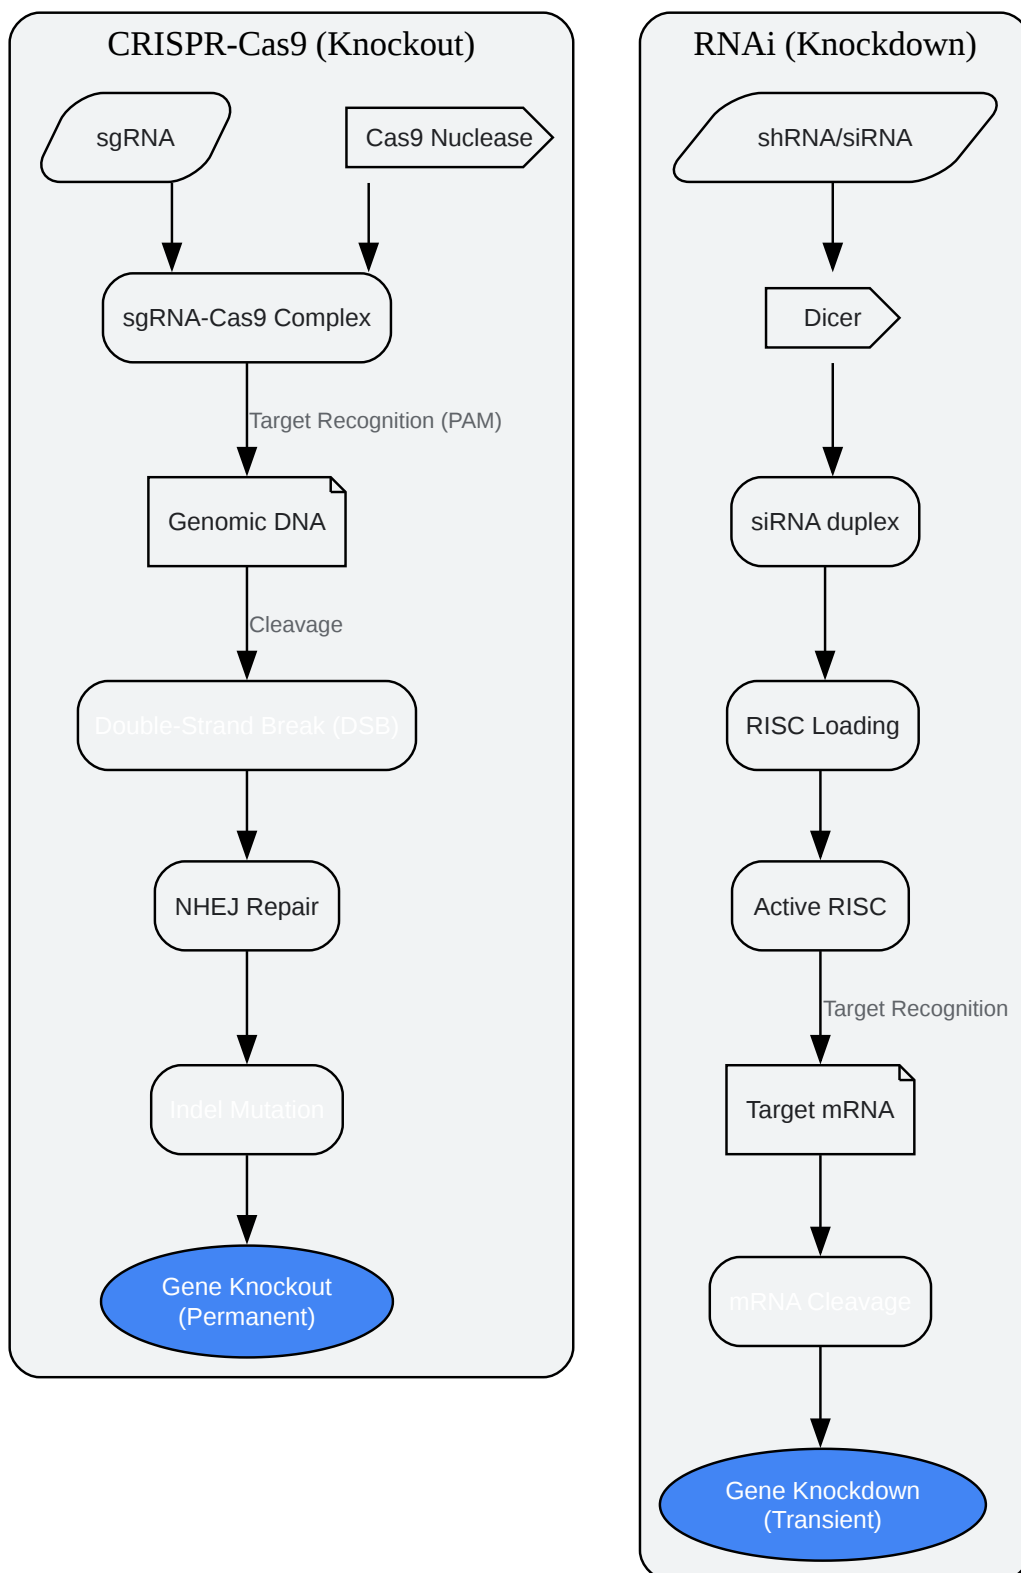 CRISPR-Cas9 (Knockout)
sgRNA
Cas9 Nuclease
sgRNA-Cas9 Complex
Target Recognition (PAM)
Genomic DNA
Cleavage
Double-Strand Break (DSB)
NHEJ Repair
Indel Mutation
Gene Knockout
(Permanent)
RNAi (Knockdown)
shRNA/siRNA
Dicer
siRNA duplex
RISC Loading
Active RISC
Target Recognition
Target mRNA
mRNA Cleavage
Gene Knockdown
(Transient)